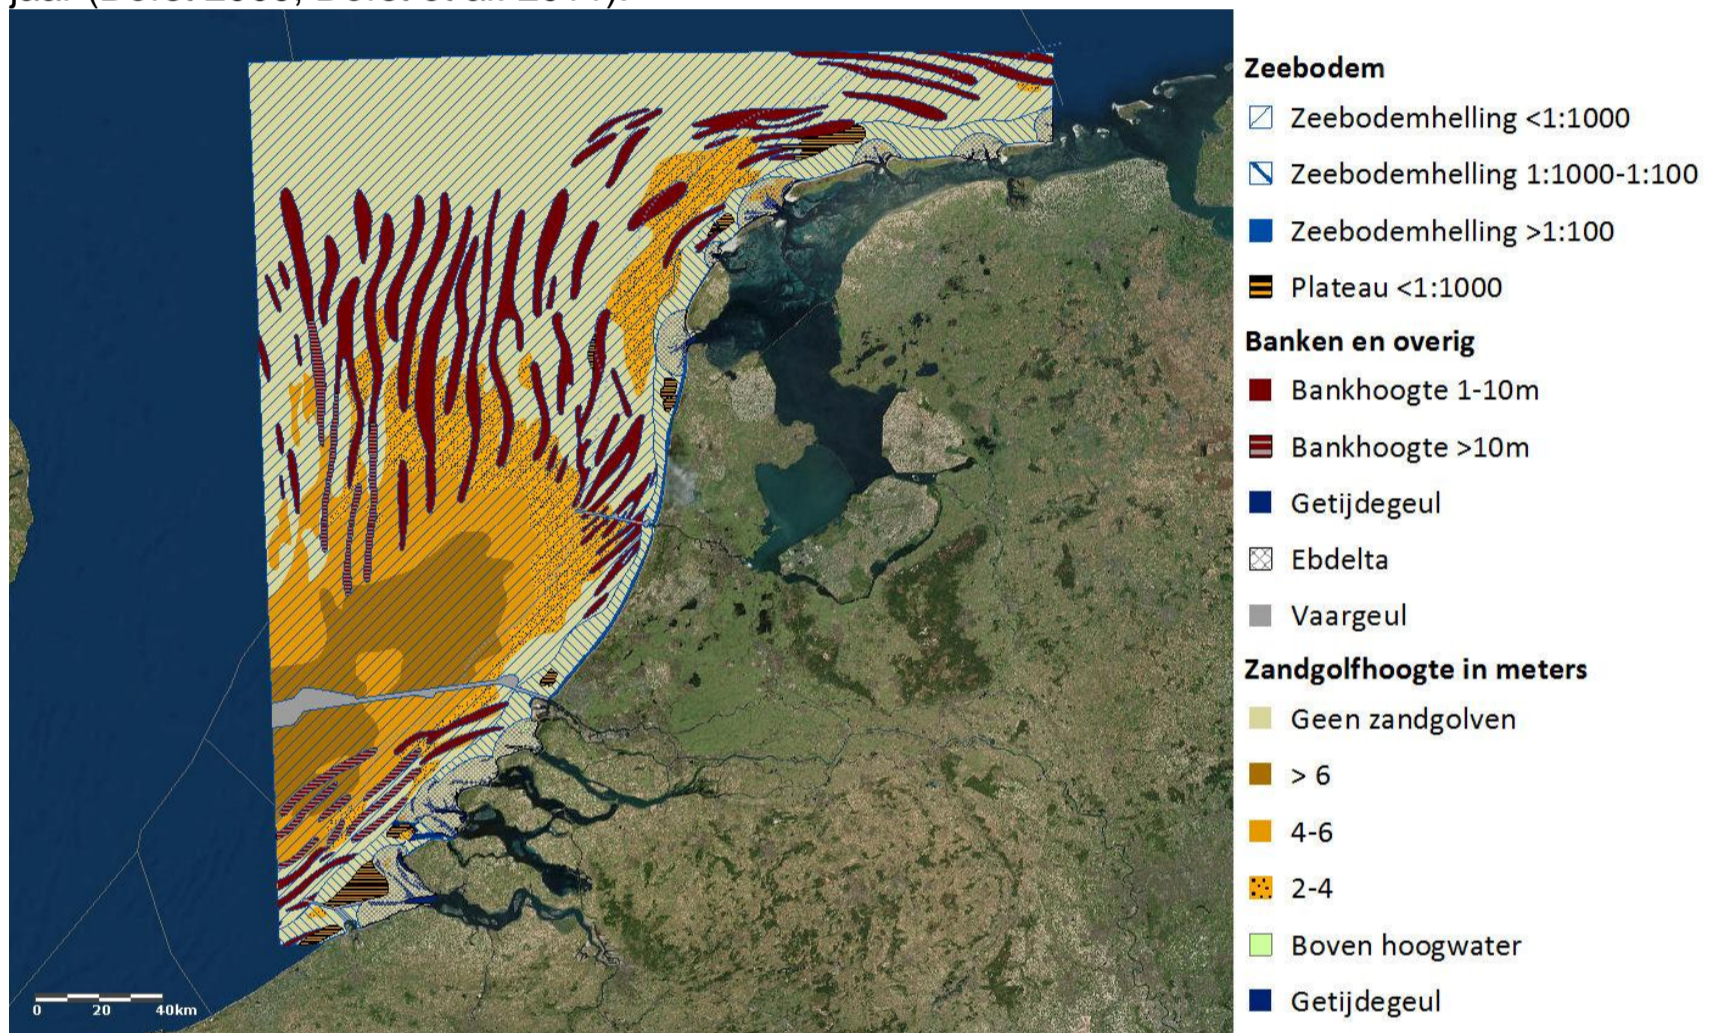 Zeebodem
Zeebodemhelling <1:1000
Zeebodemhelling 1:1000-1:100
Zeebodemhelling >1:100
Plateau <1:1000
Banken en overig
Bankhoogte 1-10m
Bankhoogte >10m
Getijdegeul
Ebdelta
Vaargeul
Zandgolfhoogte in meters
Geen zandgolven
> 6
4-6
2-4
Boven hoogwater
Getijdegeul
0 20 40km